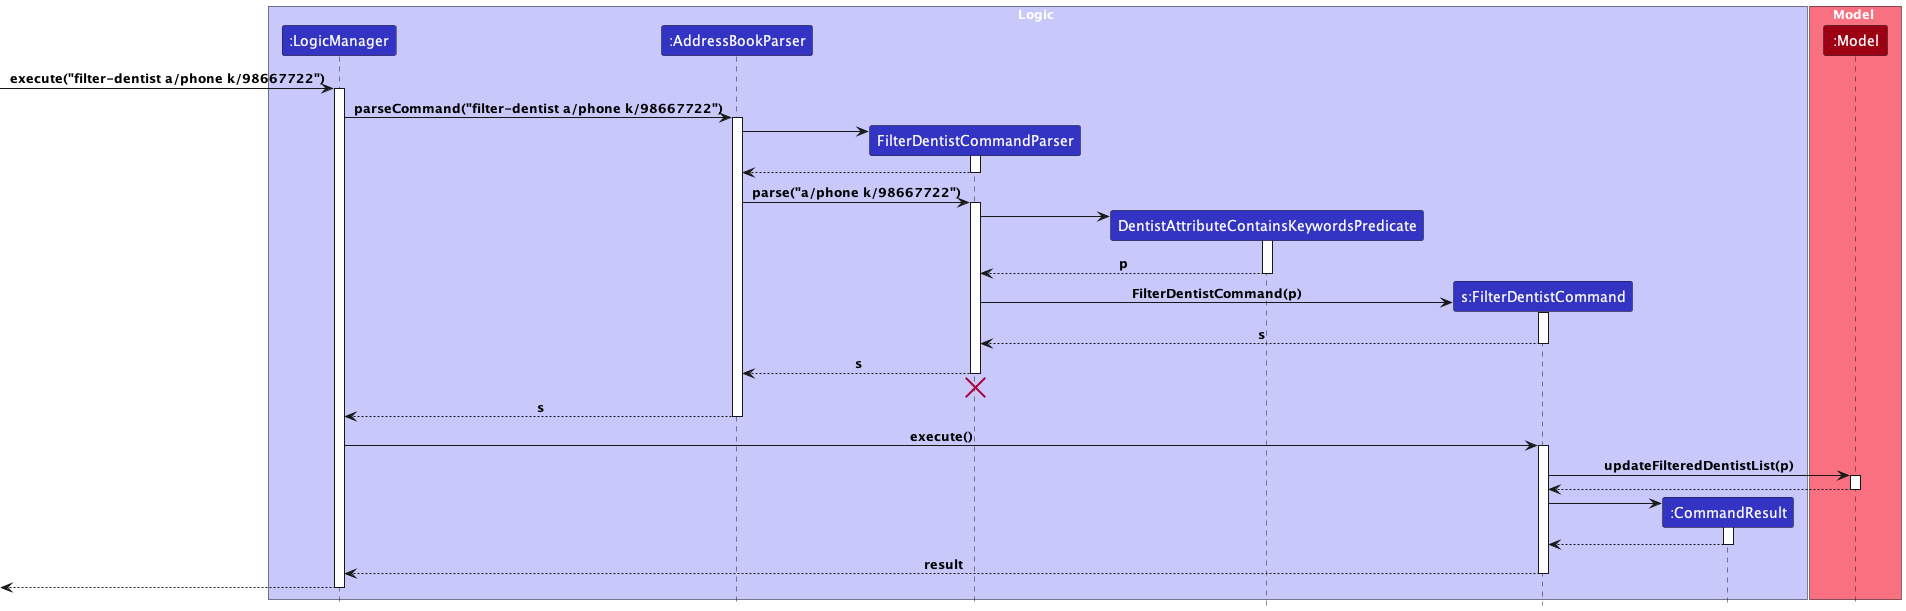 Logic
Model
:LogicManager
:AddressBookParser
:Model
execute("filter-dentist a/phone k/98667722")
parseCommand("filter-dentist a/phone k/98667722")
FilterDentistCommandParser
parse("a/phone k/98667722")
DentistAttributeContainsKeywordsPredicate
p
FilterDentistCommand(p)
s:FilterDentistCommand
s
s
s
execute()
updateFilteredDentistList(p)
:CommandResult
result